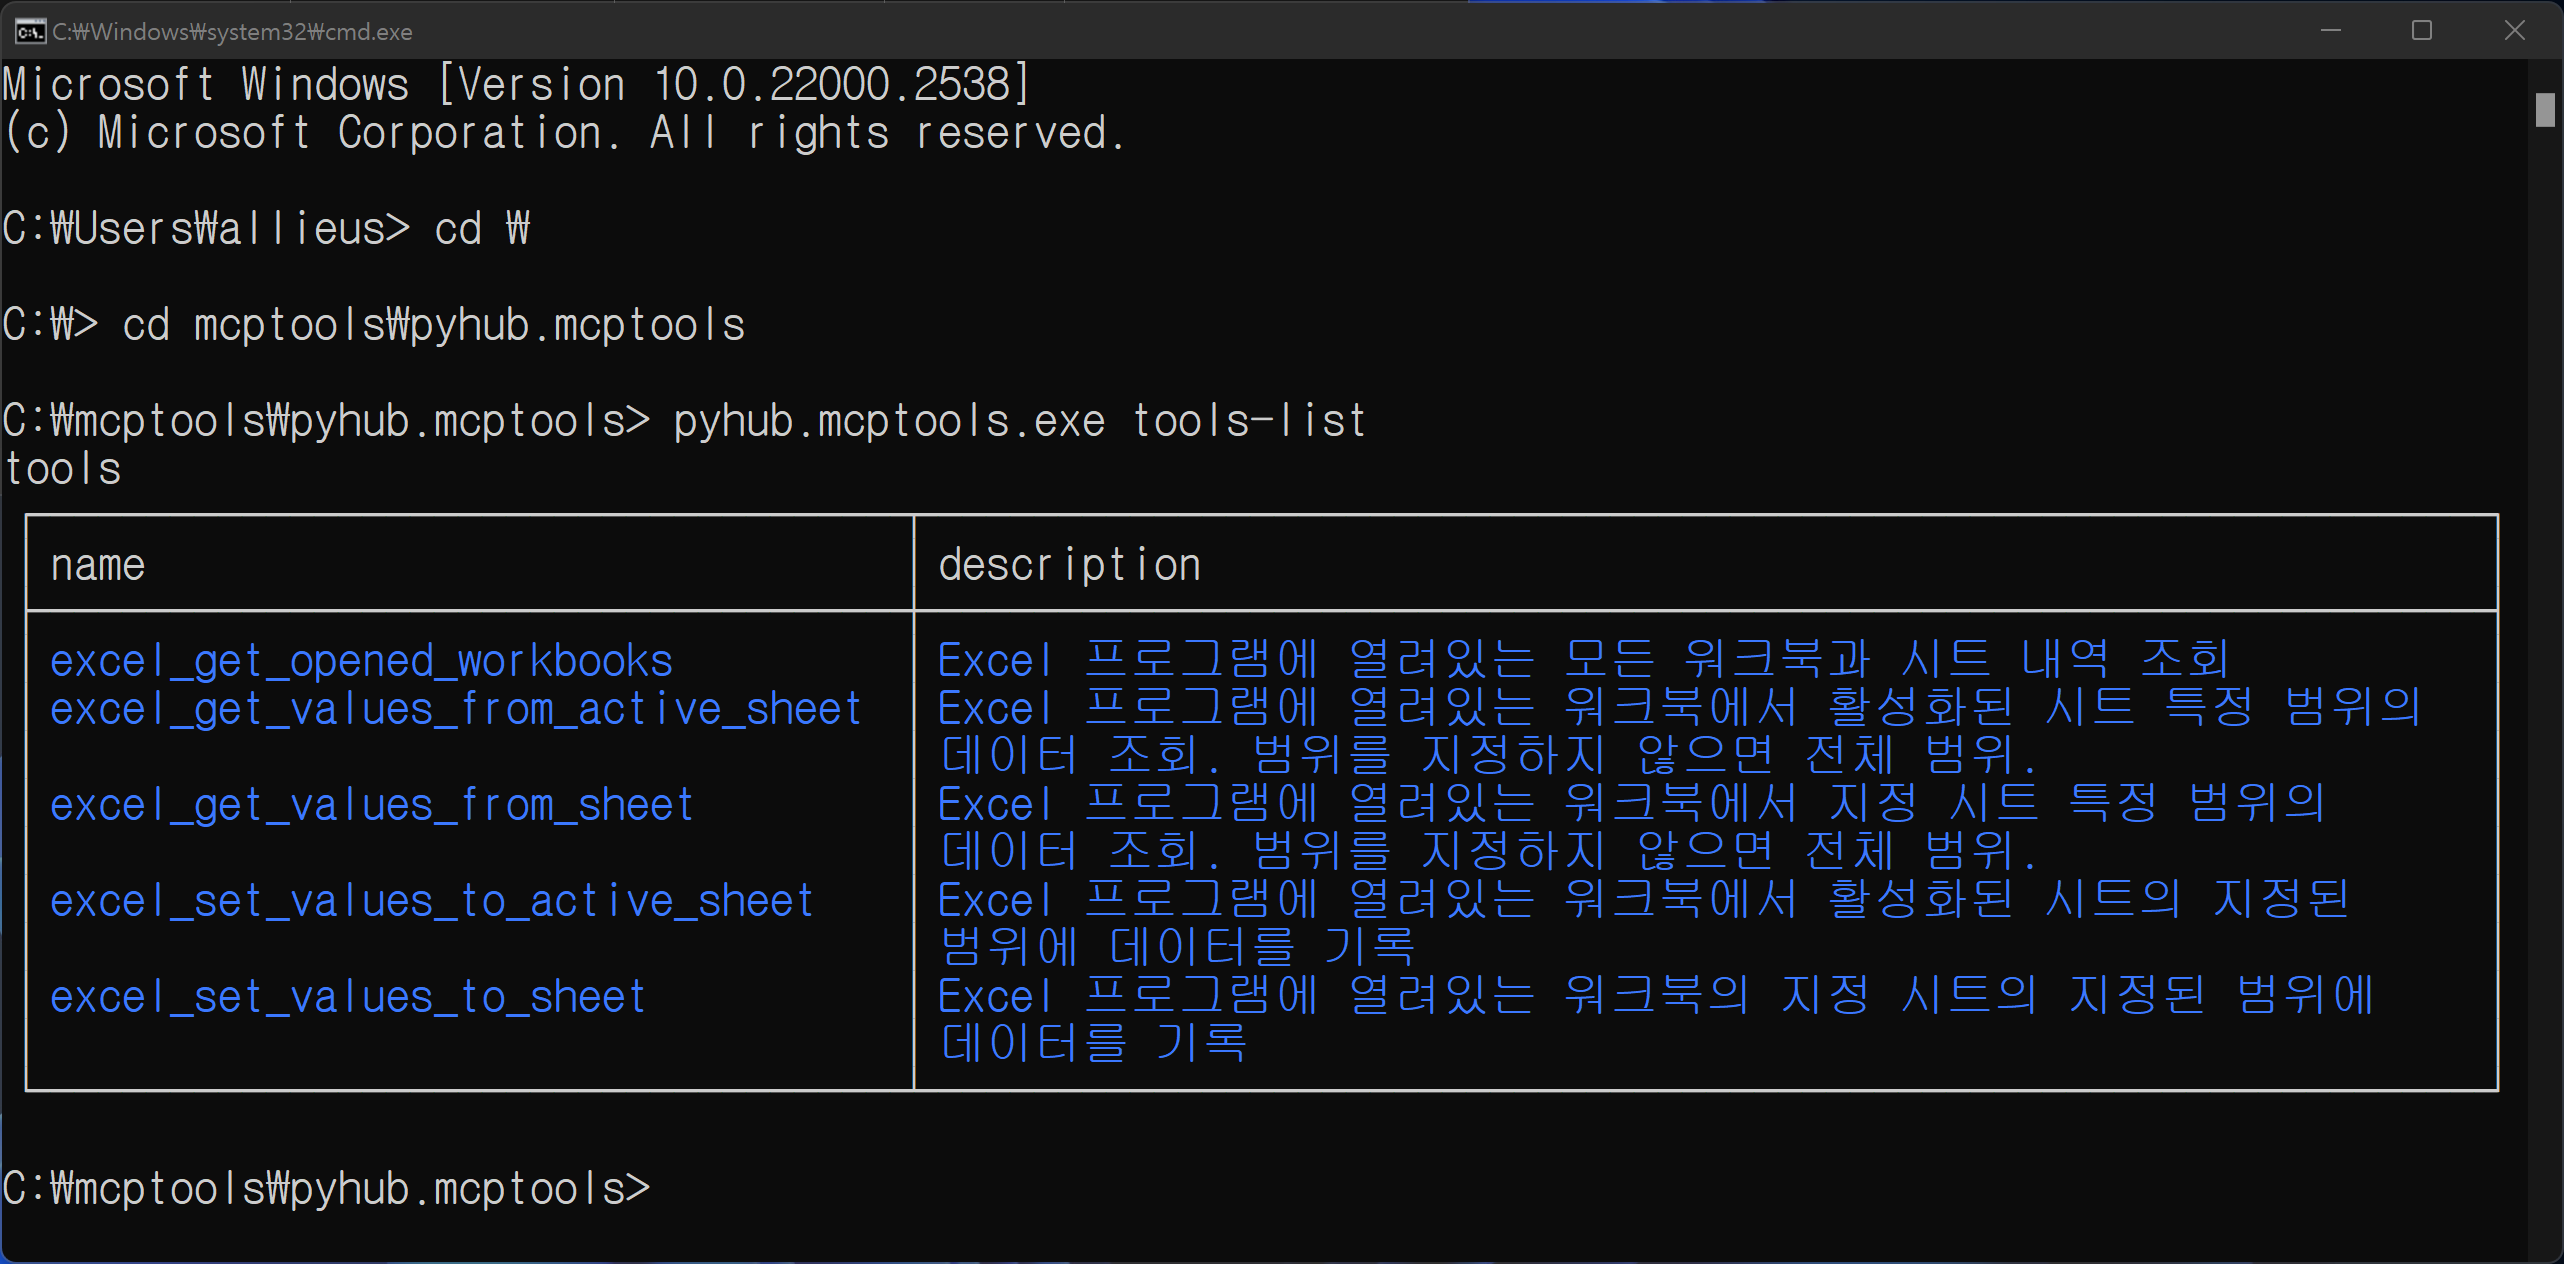 C:₩Windows₩system32₩cmd.exe
Microsoft Windows [Version 10.0.22000.2538]
(c) Microsoft Corporation. All rights reserved.
C:₩Users₩allieus> cd ₩
C:₩> cd mcptools₩pyhub.mcptools
C:₩mcptools₩pyhub.mcptools> pyhub.mcptools.exe tools-list
tools
name description
excel_get_opened_workbooks Excel 프로그램에 열려있는 모든 워크북과 시트 내역 조회
excel_get_values_from_active_sheet Excel 프로그램에 열려있는 워크북에서 활성화된 시트 특정 범위의
데이터 조회. 범위를 지정하지 않으면 전체 범위.
excel_get_values_from_sheet Excel 프로그램에 열려있는 워크북에서 지정 시트 특정 범위의
데이터 조회. 범위를 지정하지 않으면 전체 범위.
excel_set_values_to_active_sheet Excel 프로그램에 열려있는 워크북에서 활성화된 시트의 지정된
범위에 데이터를 기록
excel_set_values_to_sheet Excel 프로그램에 열려있는 워크북의 지정 시트의 지정된 범위에
데이터를 기록
C:₩mcptools₩pyhub.mcptools>